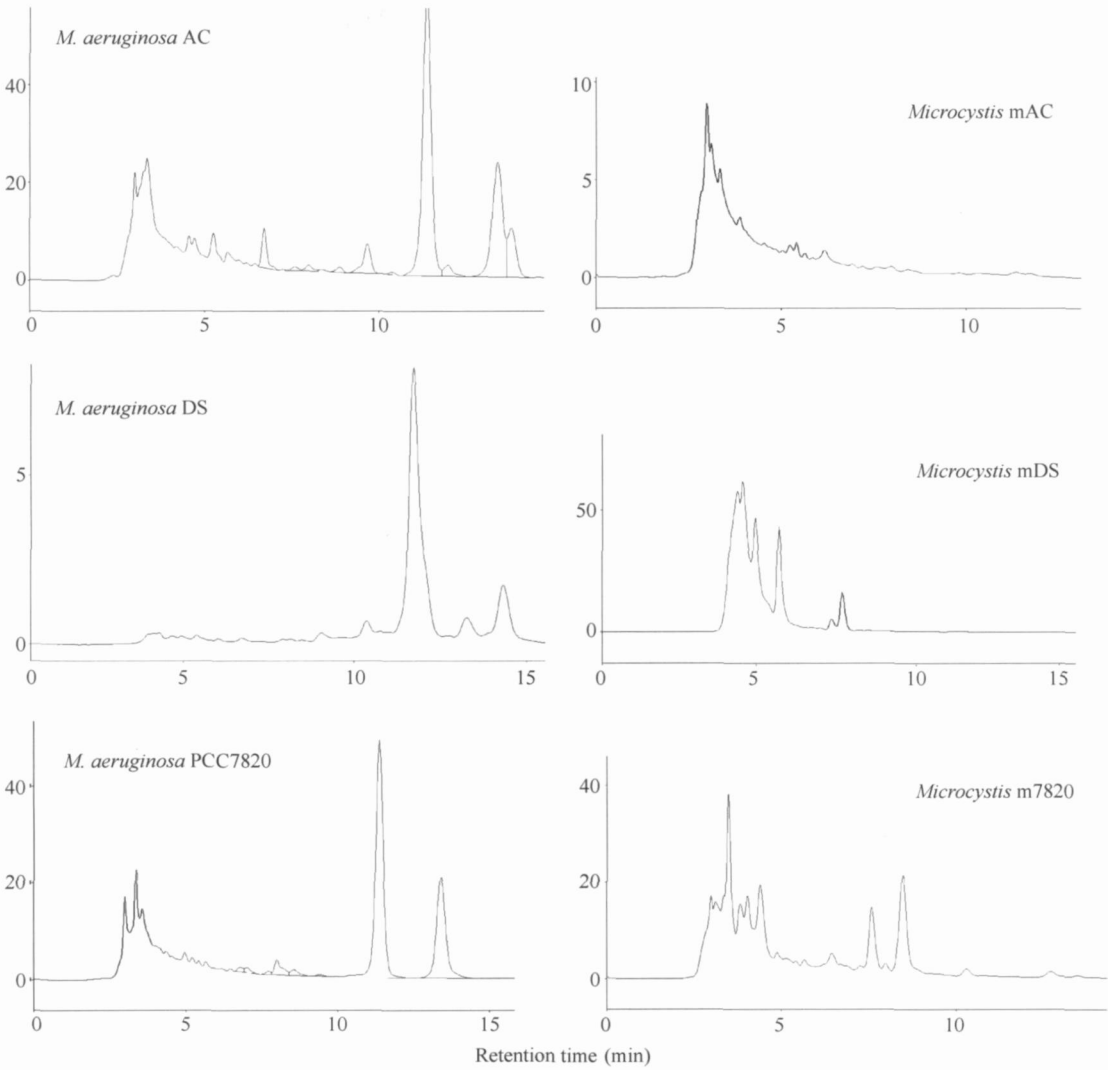 M. aeruginosa AC
40
20
0
0 5 10
Microcystis mAC
10
5
0
0 5 10
M. aeruginosa DS
5
0
0 5 10 15
Microcystis mDS
50
0
0 5 10 15
M. aeruginosa PCC7820
40
20
0
0 5 10 15
Microcystis m7820
40
20
0
0 5 10
Retention time (min)